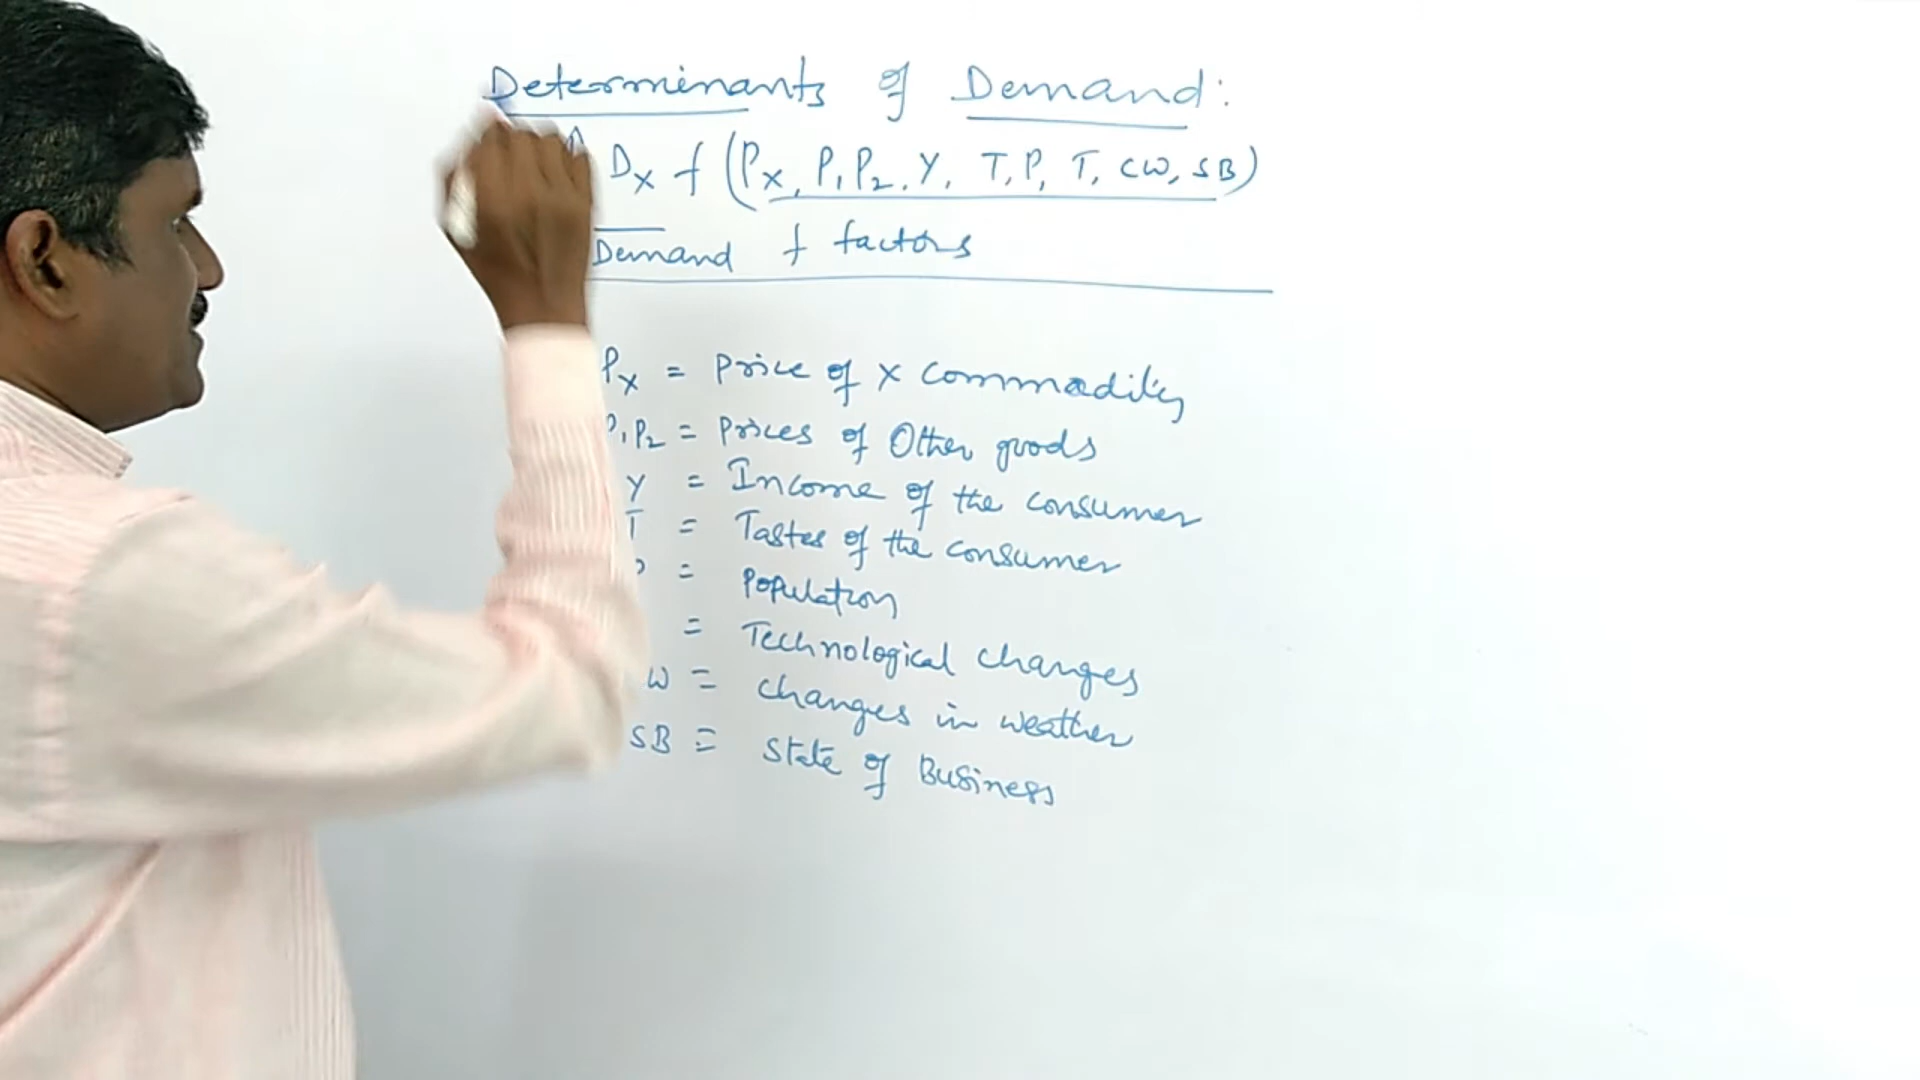 Determinants of Demand:
Dx f (Px, P1P2, Y, T, P, T, CW, SB)
Demand f factors
Px = Price of x commadity
P1P2 = Prices of Other goods
Y = Income of the consumer
T = Tastes of the consumer
= Population
= Technological changes
W = changes in weather
SB = State of Business